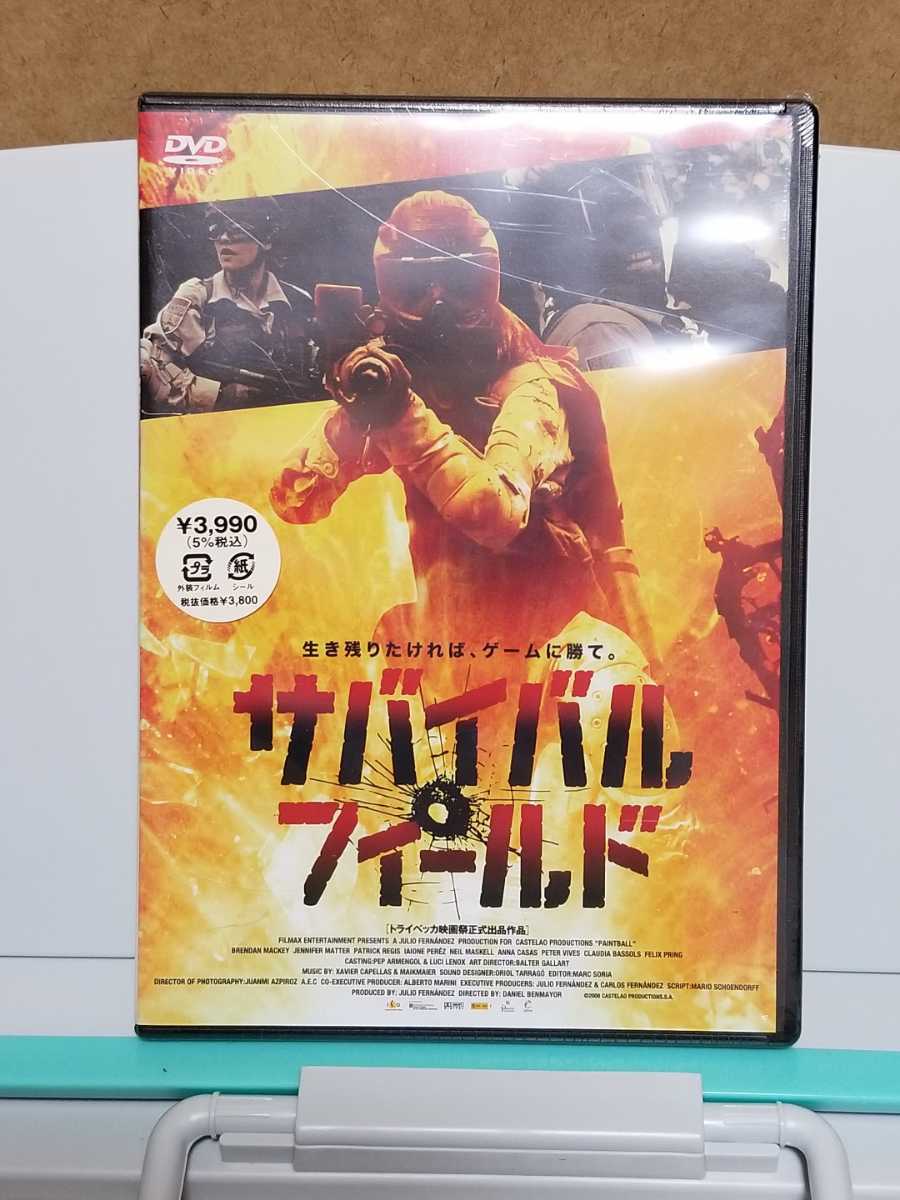 DVD
VIDEO
¥3,990
(5%税込)
プラ
紙
外装フィルム シール
税抜価格¥3,800
生き残りたければ、ゲームに勝て。
サバイバル
フィールド
[トライベッカ映画祭正式出品作品]
FILMAX ENTERTAINMENT PRESENTS A JULIO FERNÁNDEZ PRODUCTION FOR CASTELAO PRODUCTIONS "PAINTBALL"
BRENDAN MACKEY JENNIFER MATTER PATRICK REGIS IAIONE PERÉZ NEIL MASKELL ANNA CASAS PETER VIVES CLAUDIA BASSOLS FELIX PRING
CASTING:PEP ARMENGOL & LUCI LENOX ART DIRECTOR:BALTER GALLART
MUSIC BY: XAVIER CAPELLAS & MAIKMAIER SOUND DESIGNER:ORIOL TARRAGÓ EDITOR:MARC SORIA
DIRECTOR OF PHOTOGRAPHY:JUANMI AZPIROZ A.E.C CO-EXECUTIVE PRODUCER: ALBERTO MARINI EXECUTIVE PRODUCERS: JULIO FERNÁNDEZ & CARLOS FERNÁNDEZ SCRIPT:MARIO SCHOENDORFF
PRODUCED BY: JULIO FERNÁNDEZ DIRECTED BY: DANIEL BENMAYOR
©2008 CASTELAO PRODUCTIONS.S.A.